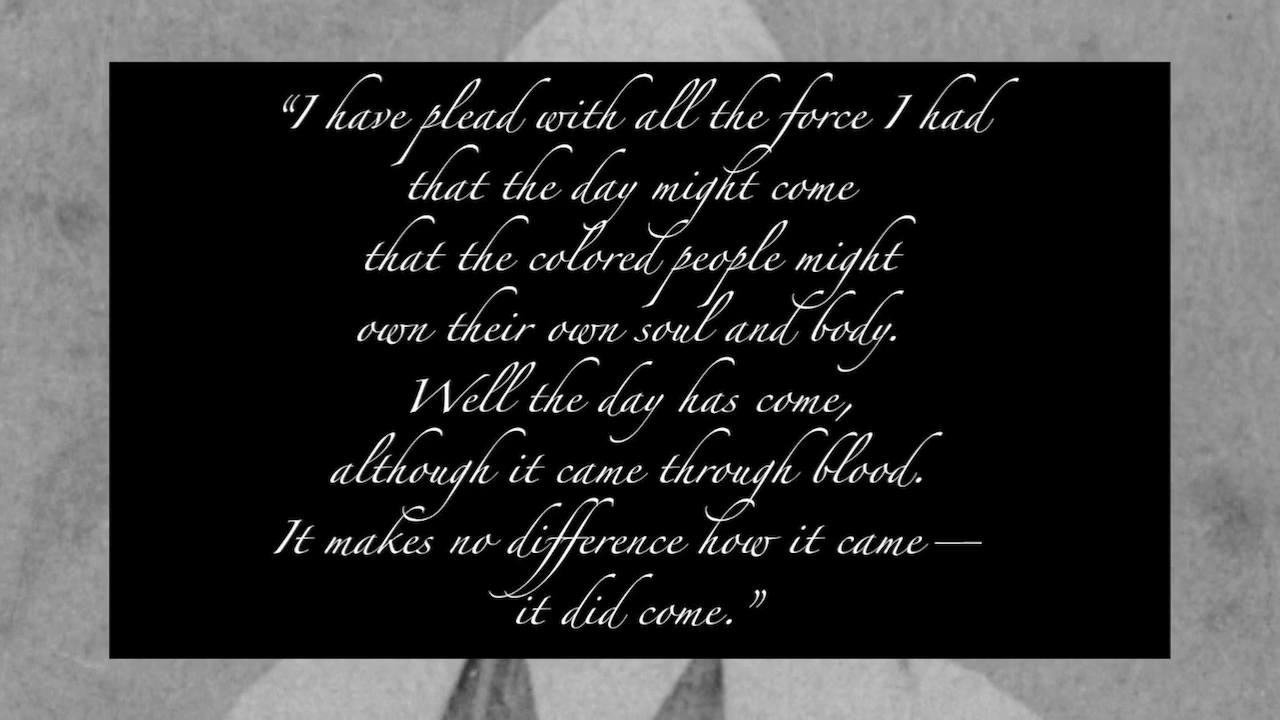 “I have plead with all the force I had
that the day might come
that the colored people might
own their own soul and body.
Well the day has come,
although it came through blood.
It makes no difference how it came—
it did come.”